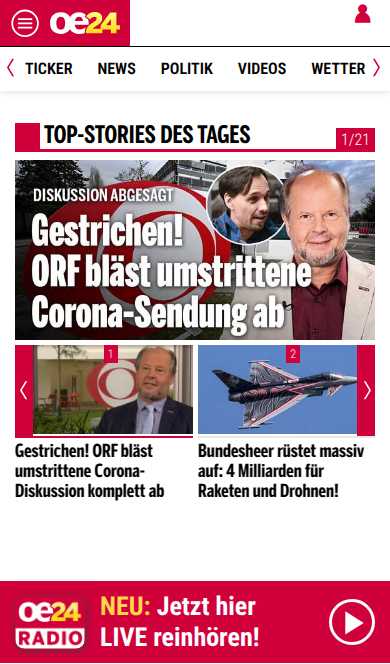 oe24
TICKER NEWS POLITIK VIDEOS WETTER
TOP-STORIES DES TAGES
1/21
DISKUSSION ABGESAGT
Gestrichen!
ORF bläst umstrittene
Corona-Sendung ab
1
Gestrichen! ORF bläst
umstrittene Corona-
Diskussion komplett ab
2
Bundesheer rüstet massiv
auf: 4 Milliarden für
Raketen und Drohnen!
oe24
RADIO
NEU: Jetzt hier
LIVE reinhören!